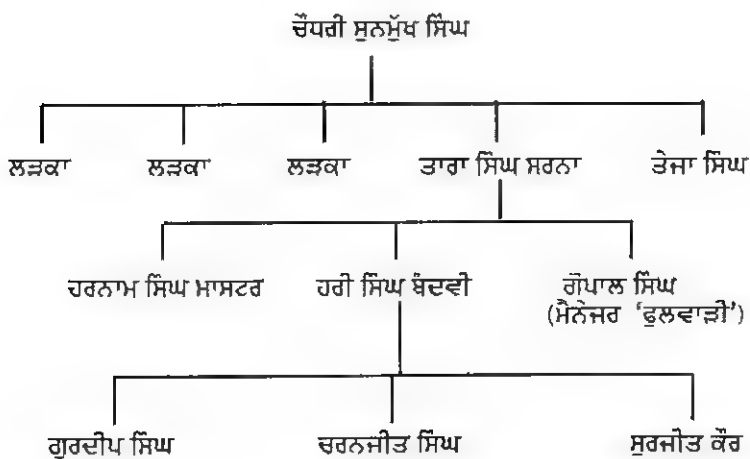 ਚੌਧਰੀ ਸੁਨਮੁੱਖ ਸਿੰਘ
ਲੜਕਾ ਲੜਕਾ ਲੜਕਾ ਤਾਰਾ ਸਿੰਘ ਸਰਨਾ ਤੇਜਾ ਸਿੰਘ
ਹਰਨਾਮ ਸਿੰਘ ਮਾਸਟਰ ਹਰੀ ਸਿੰਘ ਬੰਦਵੀ ਗੋਪਾਲ ਸਿੰਘ
(ਮੈਨੇਜਰ ‘ਫੁਲਵਾੜੀ’)
ਗੁਰਦੀਪ ਸਿੰਘ ਚਰਨਜੀਤ ਸਿੰਘ ਸੁਰਜੀਤ ਕੌਰ